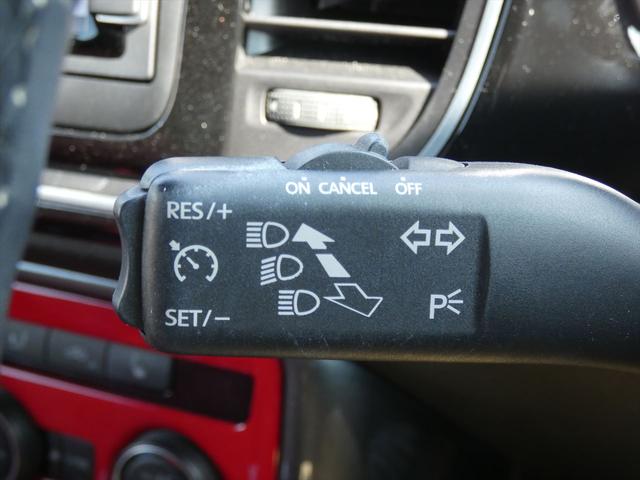 ON CANCEL OFF
RES/+
SET/-
P